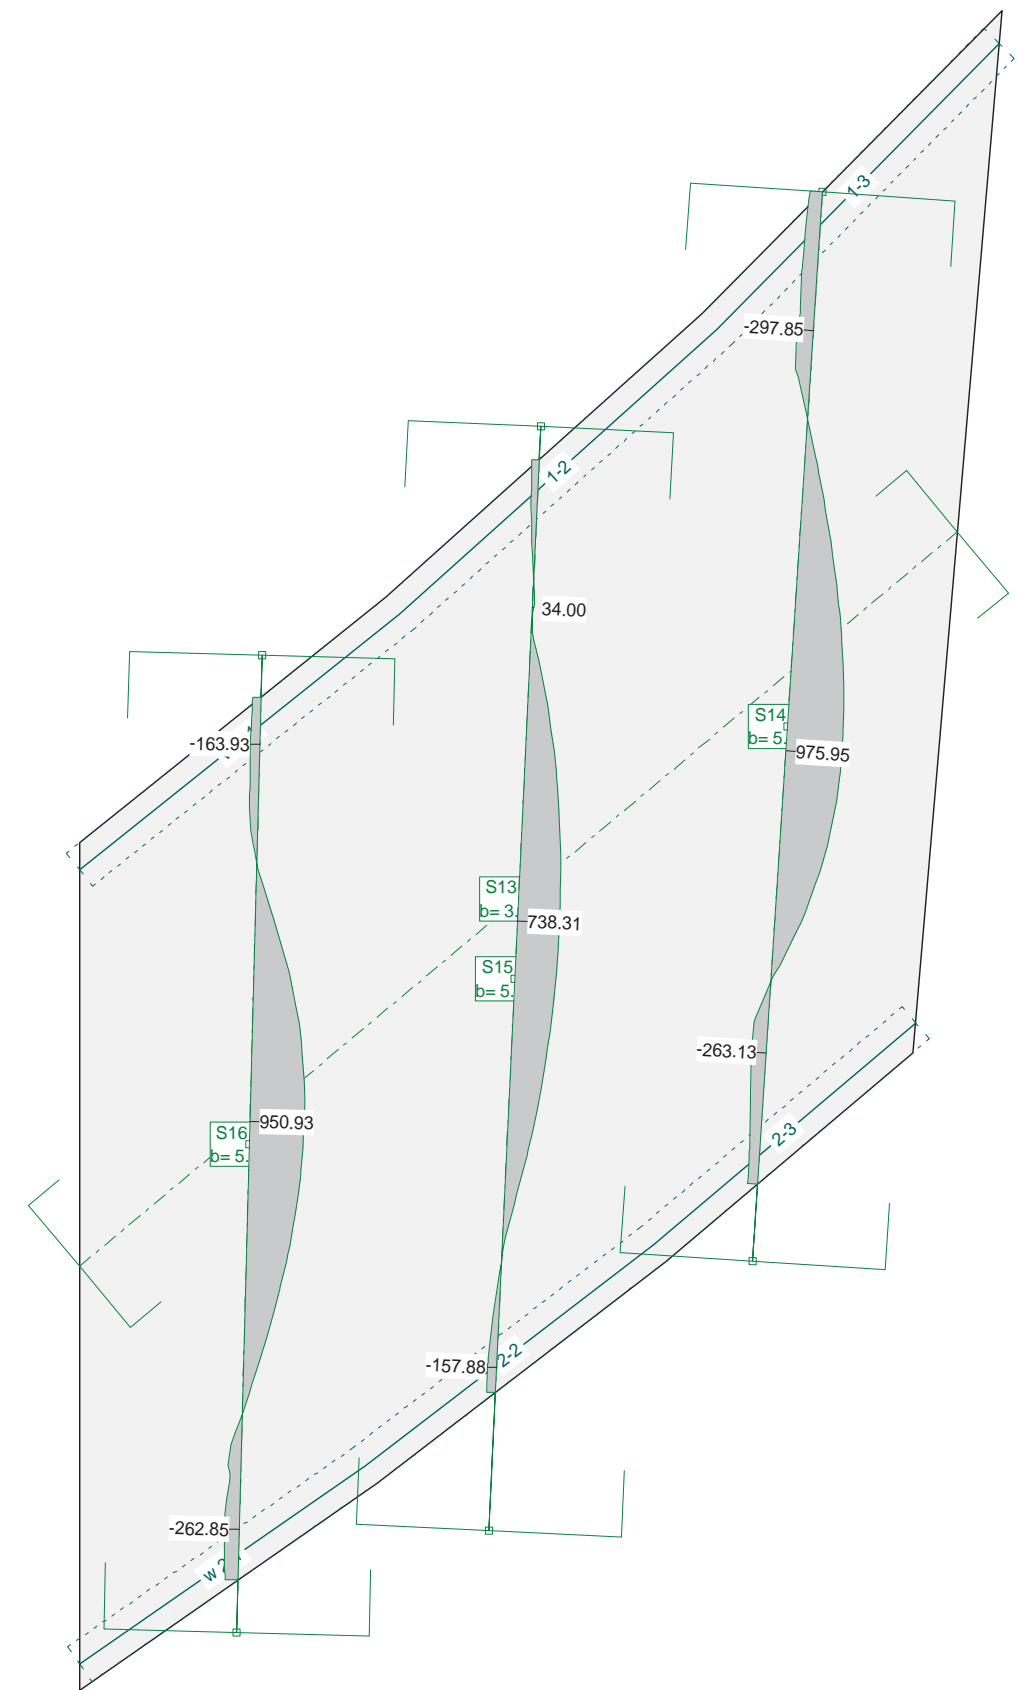 1-3
-297.85
1-2
34.00
S14
b= 5.
975.95
-163.93
S13
b= 3.
738.31
S15
b= 5.
-263.13
950.93
S16
b= 5.
2-3
2-2
-157.88
-262.85
w 2